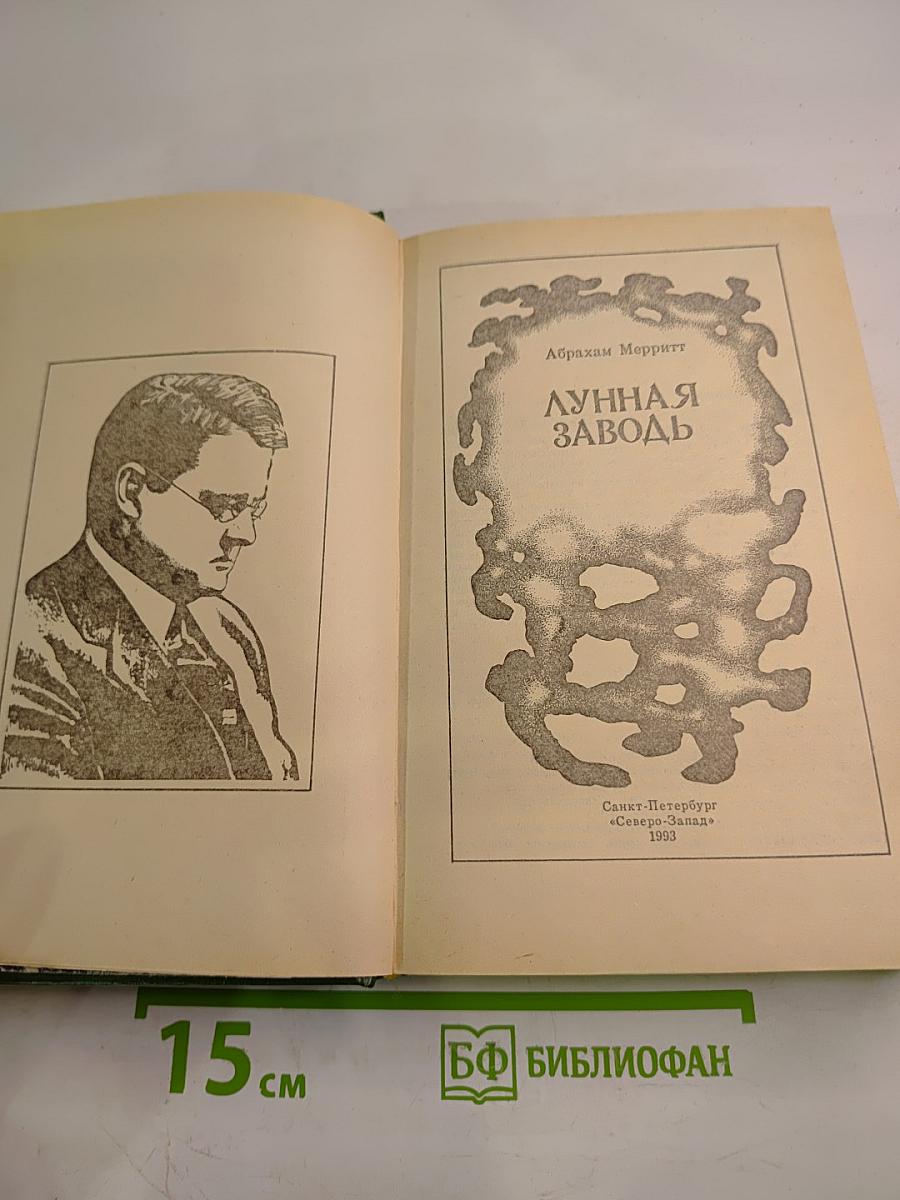 Абрахам Мерритт
ЛУННАЯ
ЗАВОДЬ
Санкт-Петербург
«Северо-Запад»
1993
15 см
БФ БИБЛИОФАН